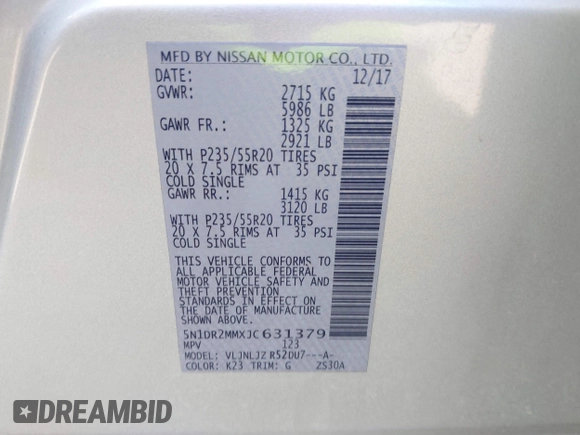 MFD BY NISSAN MOTOR CO., LTD.
DATE: 12/17
GVWR: 2715 KG
5986 LB
GAWR FR.: 1325 KG
2921 LB
WITH P235/55R20 TIRES
20 X 7.5 RIMS AT 35 PSI
COLD SINGLE
GAWR RR.: 1415 KG
3120 LB
WITH P235/55R20 TIRES
20 X 7.5 RIMS AT 35 PSI
COLD SINGLE
THIS VEHICLE CONFORMS TO
ALL APPLICABLE FEDERAL
MOTOR VEHICLE SAFETY AND
THEFT PREVENTION
STANDARDS IN EFFECT ON
THE DATE OF MANUFACTURE
SHOWN ABOVE.
5N1DR2MMXJC631379
MPV 123
MODEL: VLJNLJZ R52DU7---A-
COLOR: K23 TRIM: G ZS30A
DREAMBID